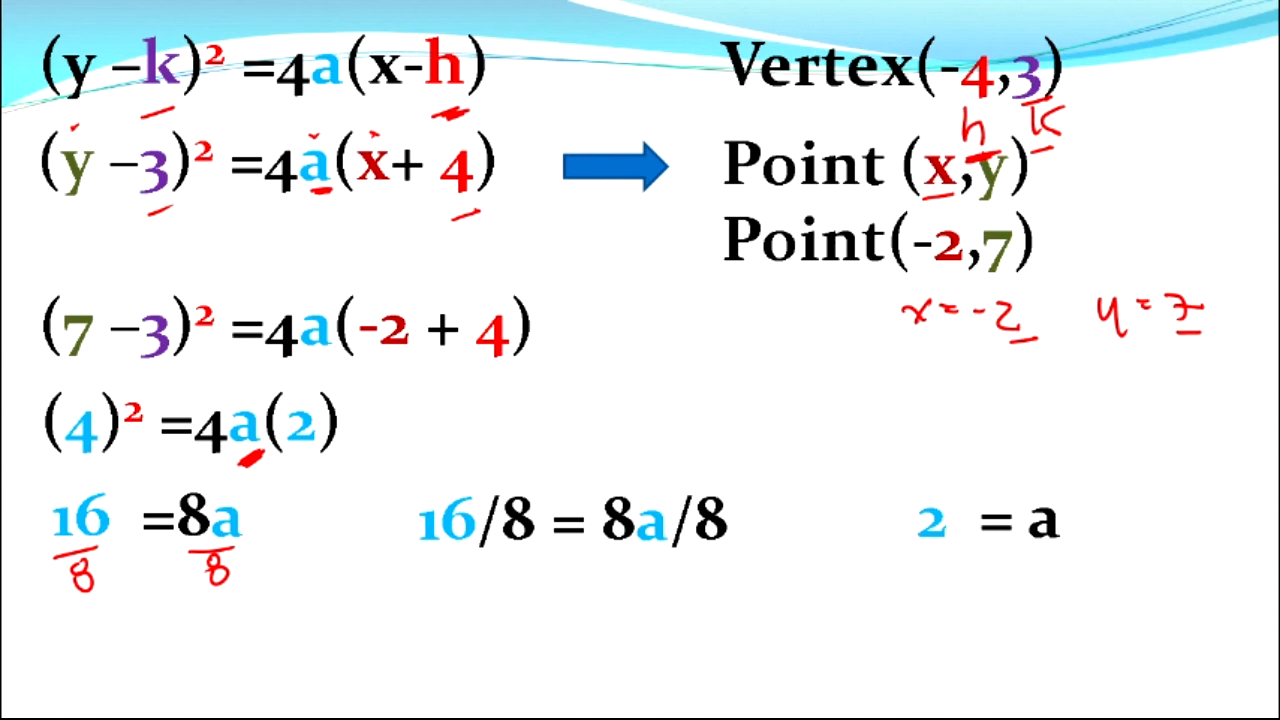 (y –k)² =4a(x-h)
Vertex(-4,3)
h k
(y –3)² =4a(x+ 4)
Point (x,y)
Point(-2,7)
x = -2 y = 7
(7 –3)² =4a(-2 + 4)
(4)² =4a(2)
16 =8a 16/8 = 8a/8 2 = a
8 8